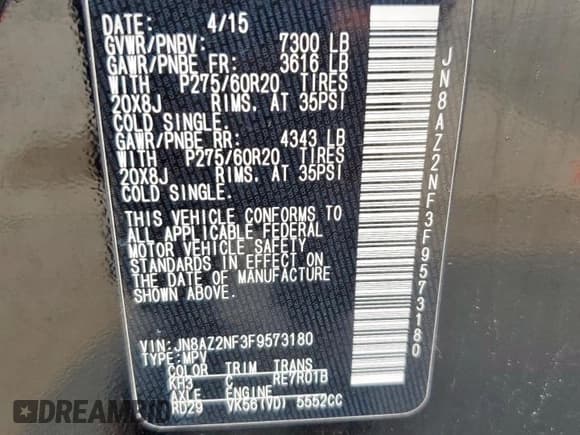 DATE: 4/15
GVWR/PNBV: 7300 LB
GAWR/PNBE FR: 3616 LB
WITH P275/60R20 TIRES
20X8J RIMS, AT 35PSI
COLD SINGLE.
GAWR/PNBE RR: 4343 LB
WITH P275/60R20 TIRES
20X8J RIMS, AT 35PSI
COLD SINGLE.
THIS VEHICLE CONFORMS TO
ALL APPLICABLE FEDERAL
MOTOR VEHICLE SAFETY
STANDARDS IN EFFECT ON
THE DATE OF MANUFACTURE
SHOWN ABOVE.
VIN: JN8AZ2NF3F9573180
TYPE: MPV
COLOR TRIM TRANS
KH3 C RE7R01B
AXLE ENGINE
RD29 VK56(VD) 5552CC
JN8AZ2NF3F9573180
DREAMBID